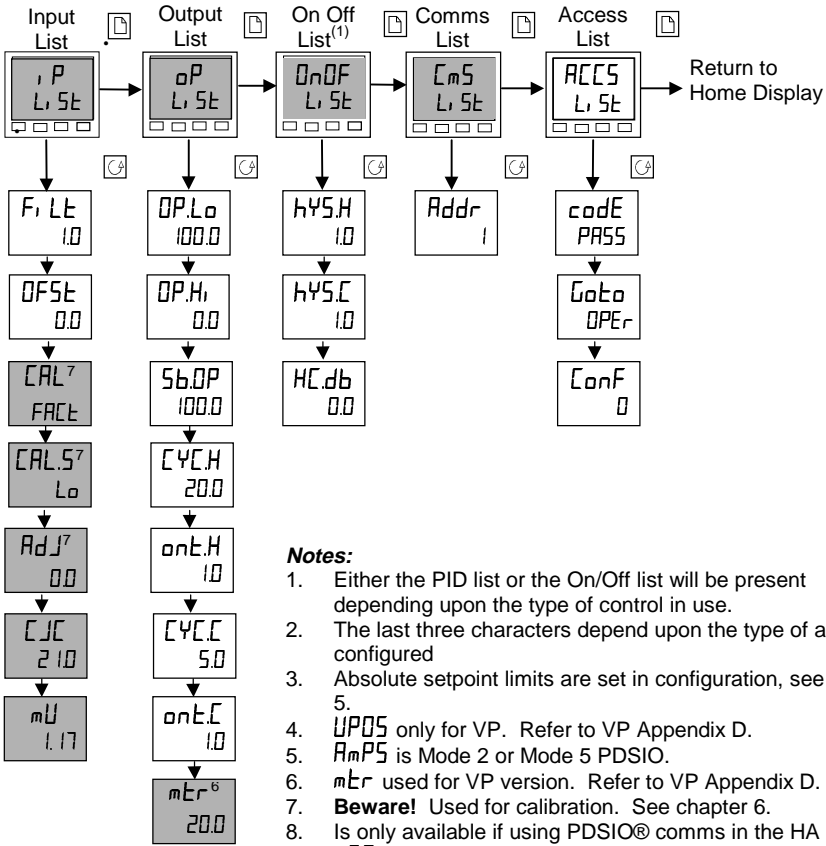 Input List
Output List
On Off List(1)
Comms List
Access List
iP LiSt
oP LiSt
OnOF LiSt
CmS LiSt
ACCS LiSt
Return to
Home Display
FiLt
1.0
OFSt
0.0
CAL7
FACt
CAL.S7
Lo
AdJ7
0.0
CJC
21.0
mV
1.17
OP.Lo
100.0
OP.Hi
0.0
Sb.OP
100.0
CYC.H
20.0
ont.H
1.0
CYC.C
5.0
ont.C
1.0
mtr6
20.0
hYS.H
1.0
hYS.C
1.0
HC.db
0.0
Addr
1
codE
PASS
Goto
OPEr
ConF
0
Notes:
1. Either the PID list or the On/Off list will be present
depending upon the type of control in use.
2. The last three characters depend upon the type of a
configured
3. Absolute setpoint limits are set in configuration, see
5.
4. VPOS only for VP. Refer to VP Appendix D.
5. AmPS is Mode 2 or Mode 5 PDSIO.
6. mtr used for VP version. Refer to VP Appendix D.
7. Beware! Used for calibration. See chapter 6.
8. Is only available if using PDSIO® comms in the HA